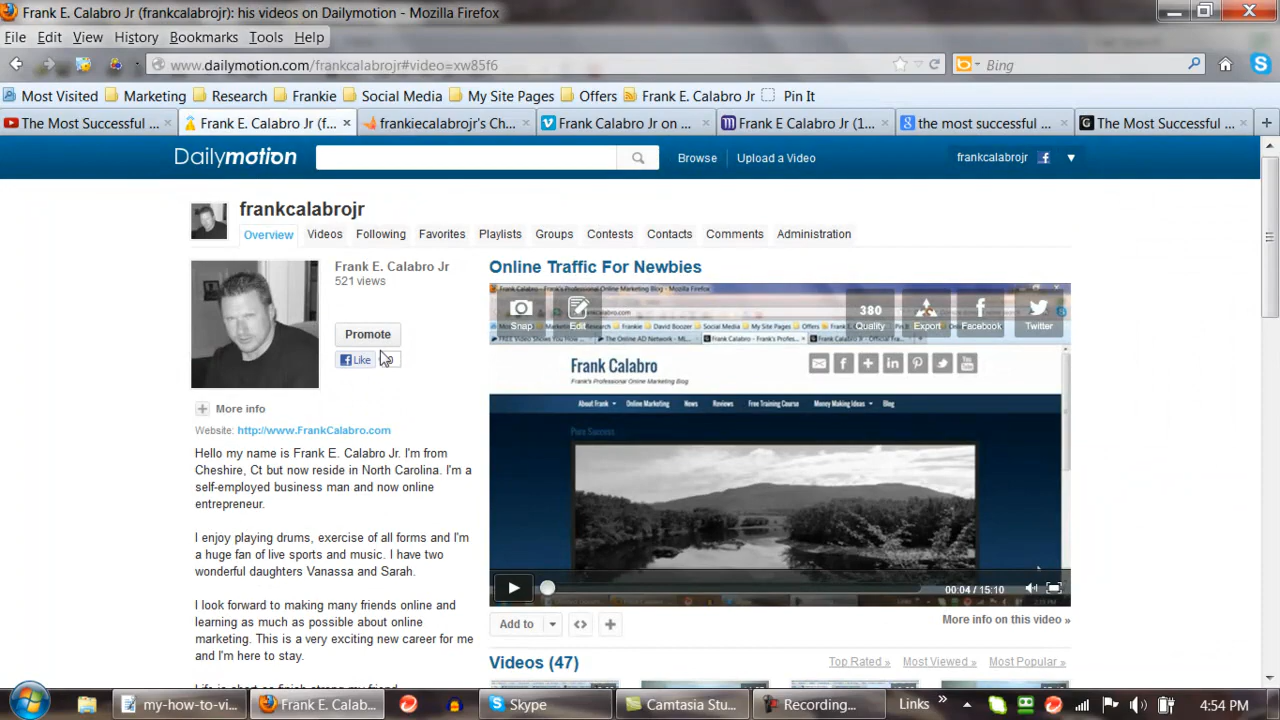 Frank E. Calabro Jr (frankcalabrojr): his videos on Dailymotion - Mozilla Firefox
File Edit View History Bookmarks Tools Help
www.dailymotion.com/frankcalabrojr#video=xw85f6
Bing
Most Visited Marketing Research Frankie Social Media My Site Pages Offers Frank E. Calabro Jr Pin It
The Most Successful ... Frank E. Calabro Jr (f... frankiecalabrojr's Ch... Frank Calabro Jr on ... Frank E Calabro Jr (1... the most successful ... The Most Successful ...
Dailymotion Browse Upload a Video frankcalabrojr
frankcalabrojr
Overview Videos Following Favorites Playlists Groups Contests Contacts Comments Administration
Frank E. Calabro Jr
521 views
Promote
Like
More info
Website: http://www.FrankCalabro.com
Hello my name is Frank E. Calabro Jr. I'm from
Cheshire, Ct but now reside in North Carolina. I'm a
self-employed business man and now online
entrepreneur.
I enjoy playing drums, exercise of all forms and I'm
a huge fan of live sports and music. I have two
wonderful daughters Vanassa and Sarah.
I look forward to making many friends online and
learning as much as possible about online
marketing. This is a very exciting new career for me
and I'm here to stay.
Online Traffic For Newbies
Snap Edit 380 Quality Export Facebook Twitter
Frank Calabro
Frank's Professional Online Marketing Blog
About Frank Online Marketing News Reviews Free Training Course Money Making Ideas Blog
Pure Success
00:04 / 15:10
Add to
More info on this video »
Videos (47) Top Rated » Most Viewed » Most Popular »
my-how-to-vi... Frank E. Calab... Skype Camtasia Stu... Recording... Links » 4:54 PM